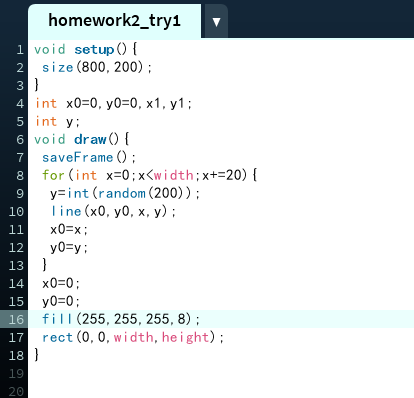 homework2_try1 ▼
1 void setup(){
2  size(800,200);
3 }
4 int x0=0,y0=0,x1,y1;
5 int y;
6 void draw(){
7  saveFrame();
8  for(int x=0;x<width;x+=20){
9   y=int(random(200));
10   line(x0,y0,x,y);
11   x0=x;
12   y0=y;
13  }
14  x0=0;
15  y0=0;
16  fill(255,255,255,8);
17  rect(0,0,width,height);
18 }
19
20